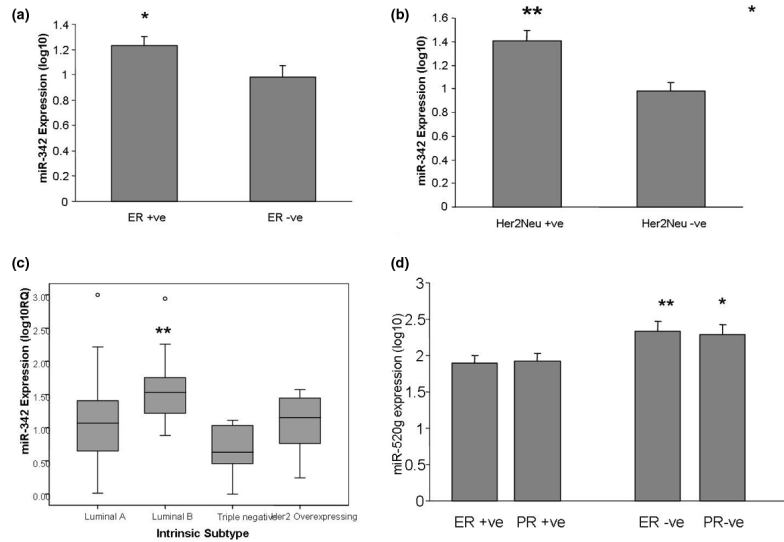 (a)
*
miR-342 Expression (log10)
1.4
1.2
1
0.8
0.6
0.4
0.2
0
ER +ve
ER -ve
(b)
**
*
miR-342 Expression (log10)
1.6
1.4
1.2
1
0.8
0.6
0.4
0.2
0
Her2Neu +ve
Her2Neu -ve
(c)
**
miR-342 Expression (log10RQ)
3.00
2.50
2.00
1.50
1.00
0.50
0.00
Luminal A
Luminal B
Triple negative
Her2 Overexpressing
Intrinsic Subtype
(d)
**
*
miR-520g expression (log10)
3
2
2
1
1
0
ER +ve
PR +ve
ER -ve
PR-ve